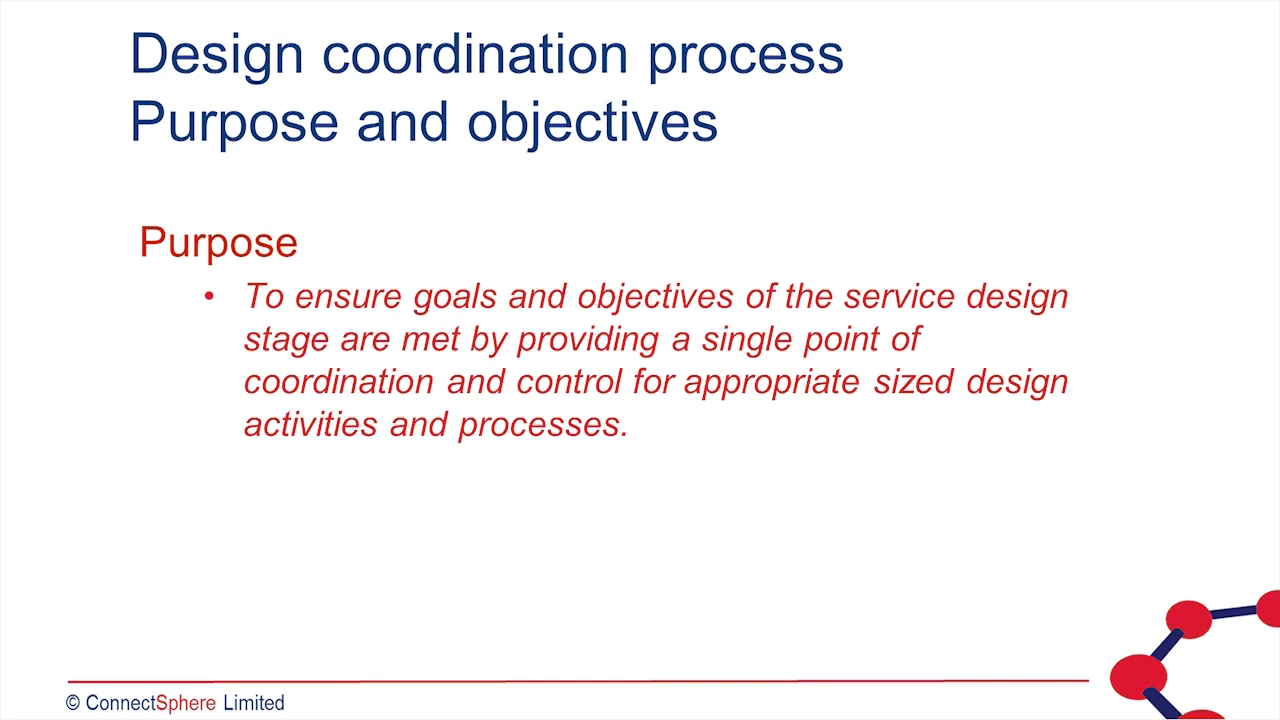 Design coordination process
Purpose and objectives
Purpose
• To ensure goals and objectives of the service design
stage are met by providing a single point of
coordination and control for appropriate sized design
activities and processes.
© ConnectSphere Limited